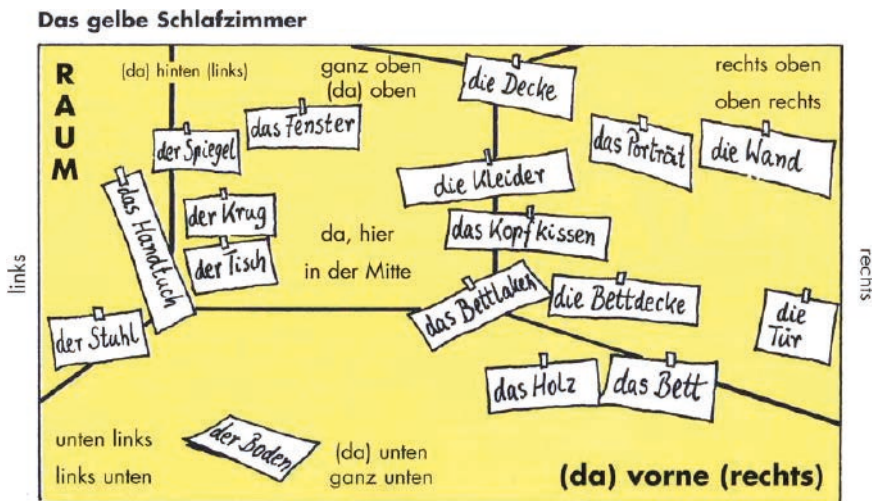 Das gelbe Schlafzimmer
RAUM
(da) hinten (links)
ganz oben
(da) oben
die Decke
rechts oben
oben rechts
der Spiegel
das Fenster
das Porträt
die Wand
das Handtuch
der Krug
der Tisch
die Kleider
das Kopfkissen
da, hier
in der Mitte
links
rechts
der Stuhl
das Bettlaken
die Bettdecke
die
Tür
das Holz
das Bett
unten links
links unten
der Boden
(da) unten
ganz unten
(da) vorne (rechts)